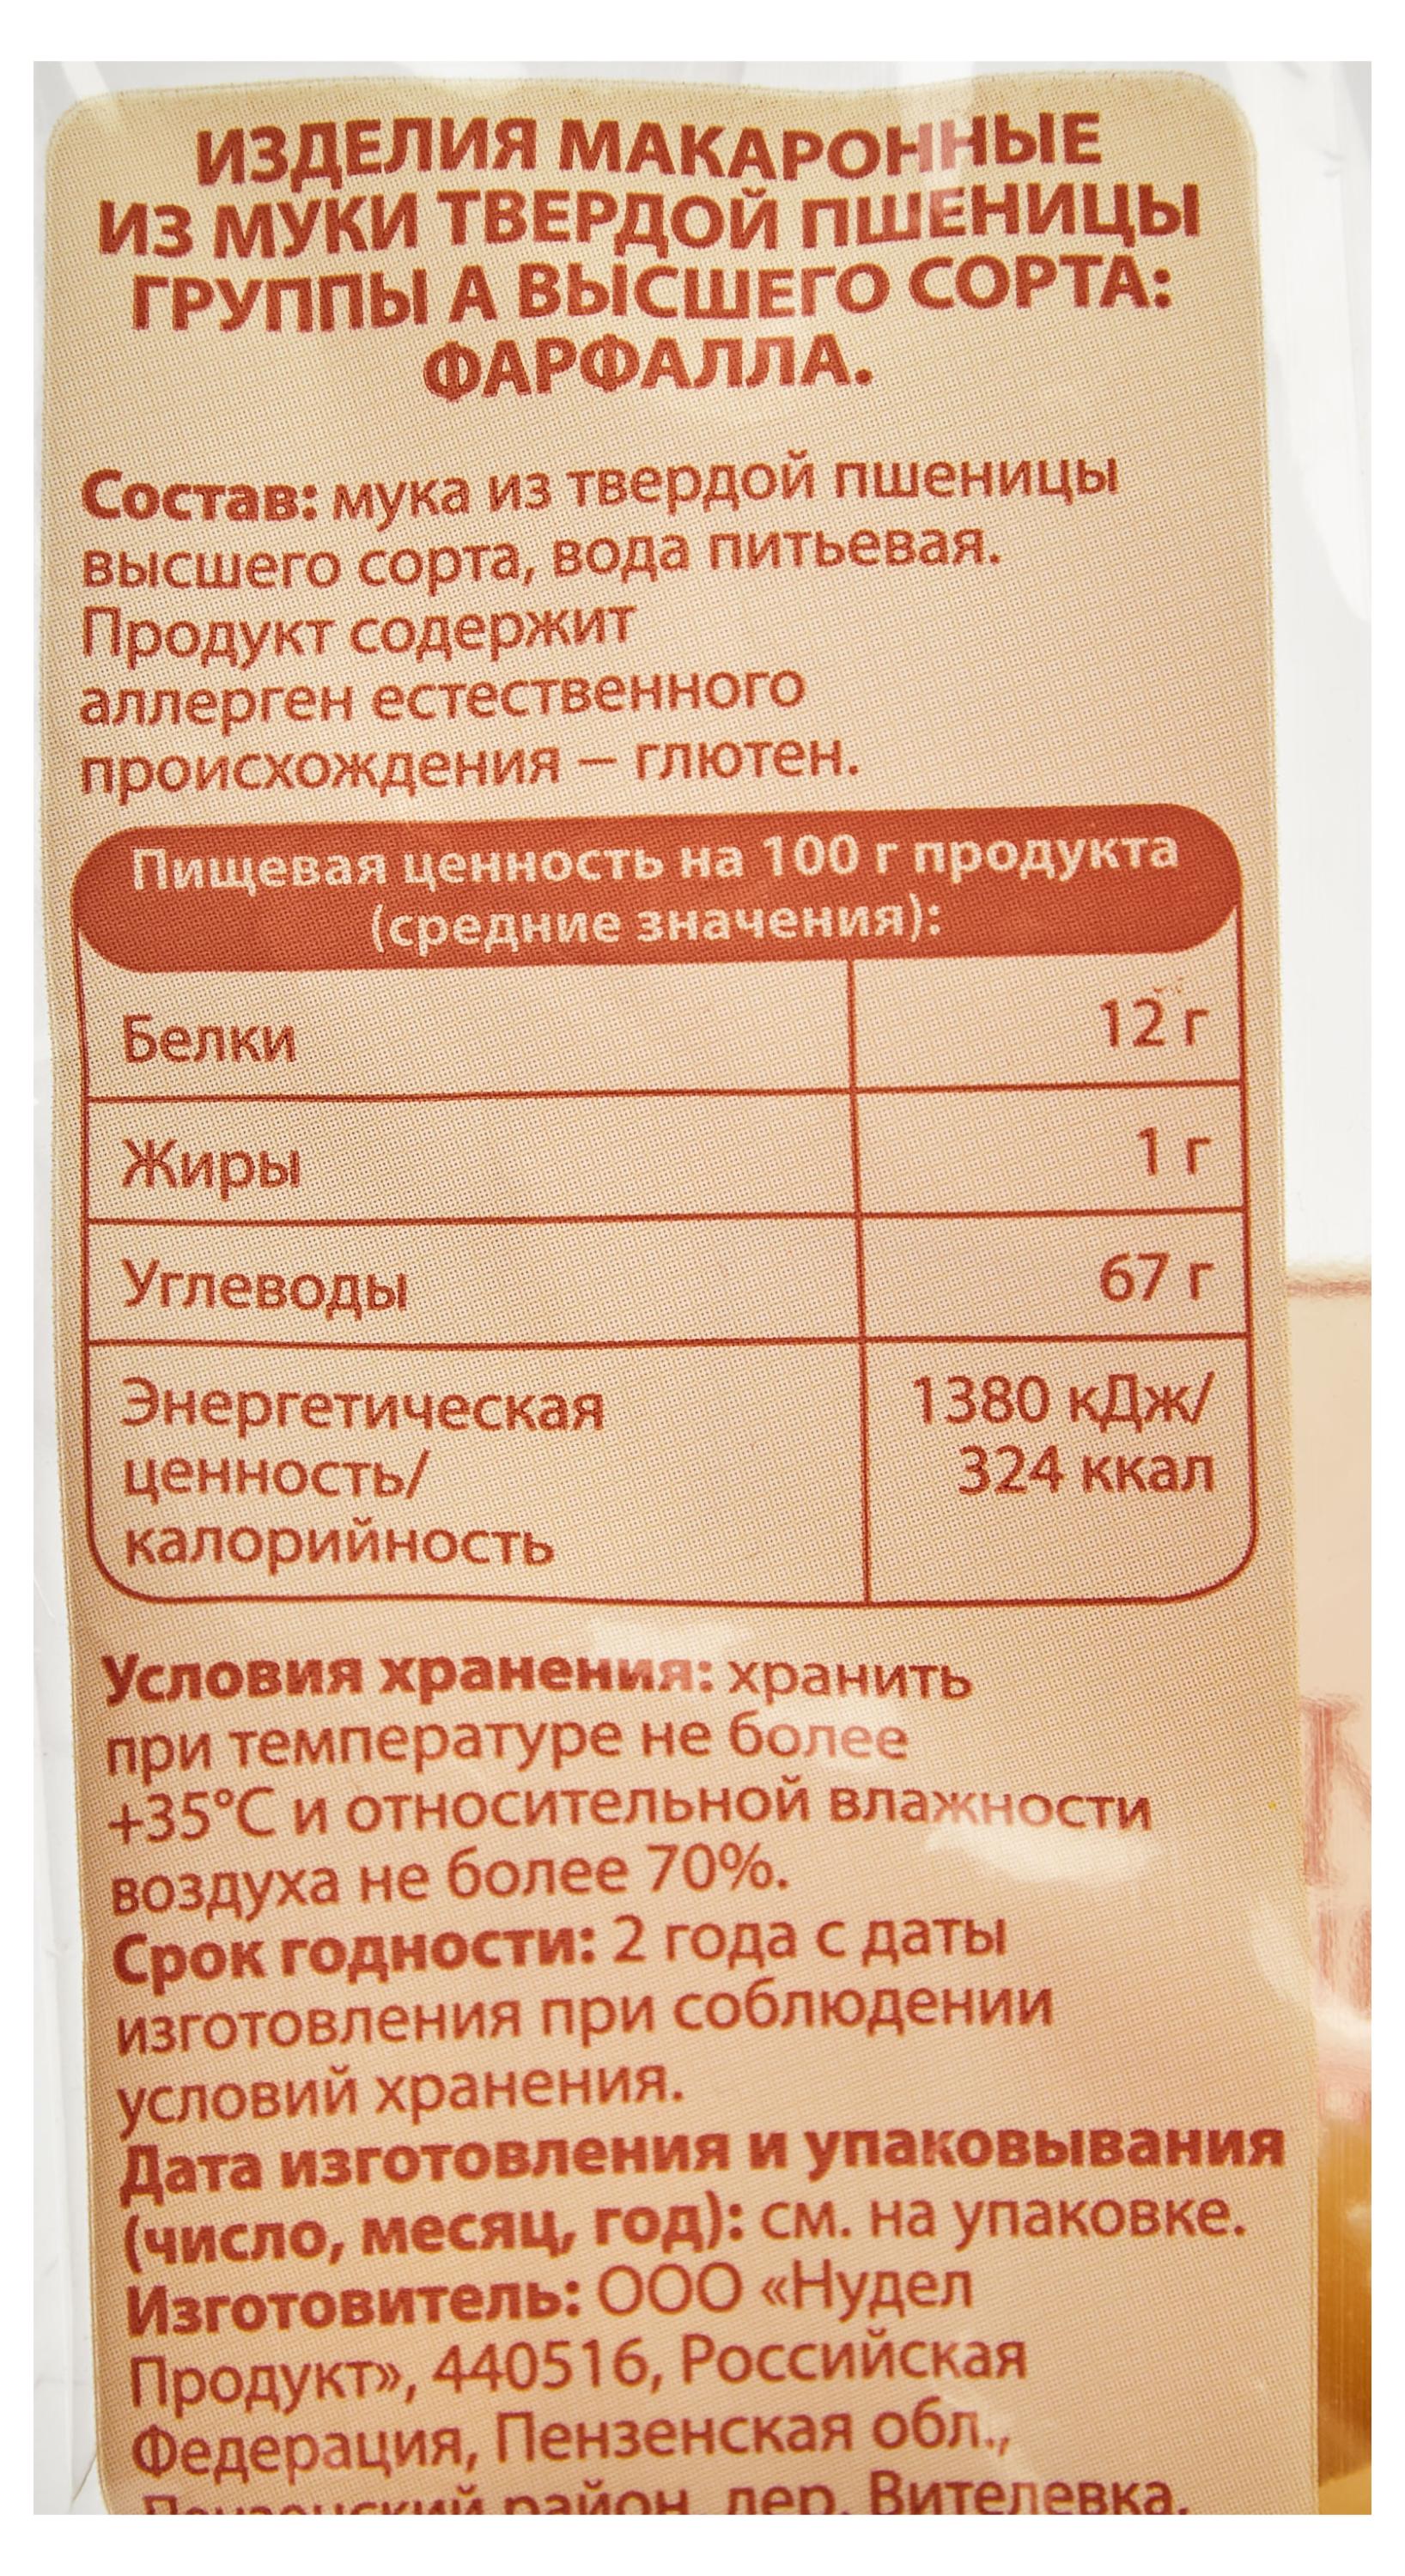 ИЗДЕЛИЯ МАКАРОННЫЕ
ИЗ МУКИ ТВЕРДОЙ ПШЕНИЦЫ
ГРУППЫ А ВЫСШЕГО СОРТА:
ФАРФАЛЛА.
Состав: мука из твердой пшеницы
высшего сорта, вода питьевая.
Продукт содержит
аллерген естественного
происхождения – глютен.
Пищевая ценность на 100 г продукта
(средние значения):
Белки 12 г
Жиры 1 г
Углеводы 67 г
Энергетическая 1380 кДж/
ценность/ 324 ккал
калорийность
Условия хранения: хранить
при температуре не более
+35°С и относительной влажности
воздуха не более 70%.
Срок годности: 2 года с даты
изготовления при соблюдении
условий хранения.
Дата изготовления и упаковывания
(число, месяц, год): см. на упаковке.
Изготовитель: ООО «Нудел
Продукт», 440516, Российская
Федерация, Пензенская обл.,
Пензенский район, дер. Вителевка,